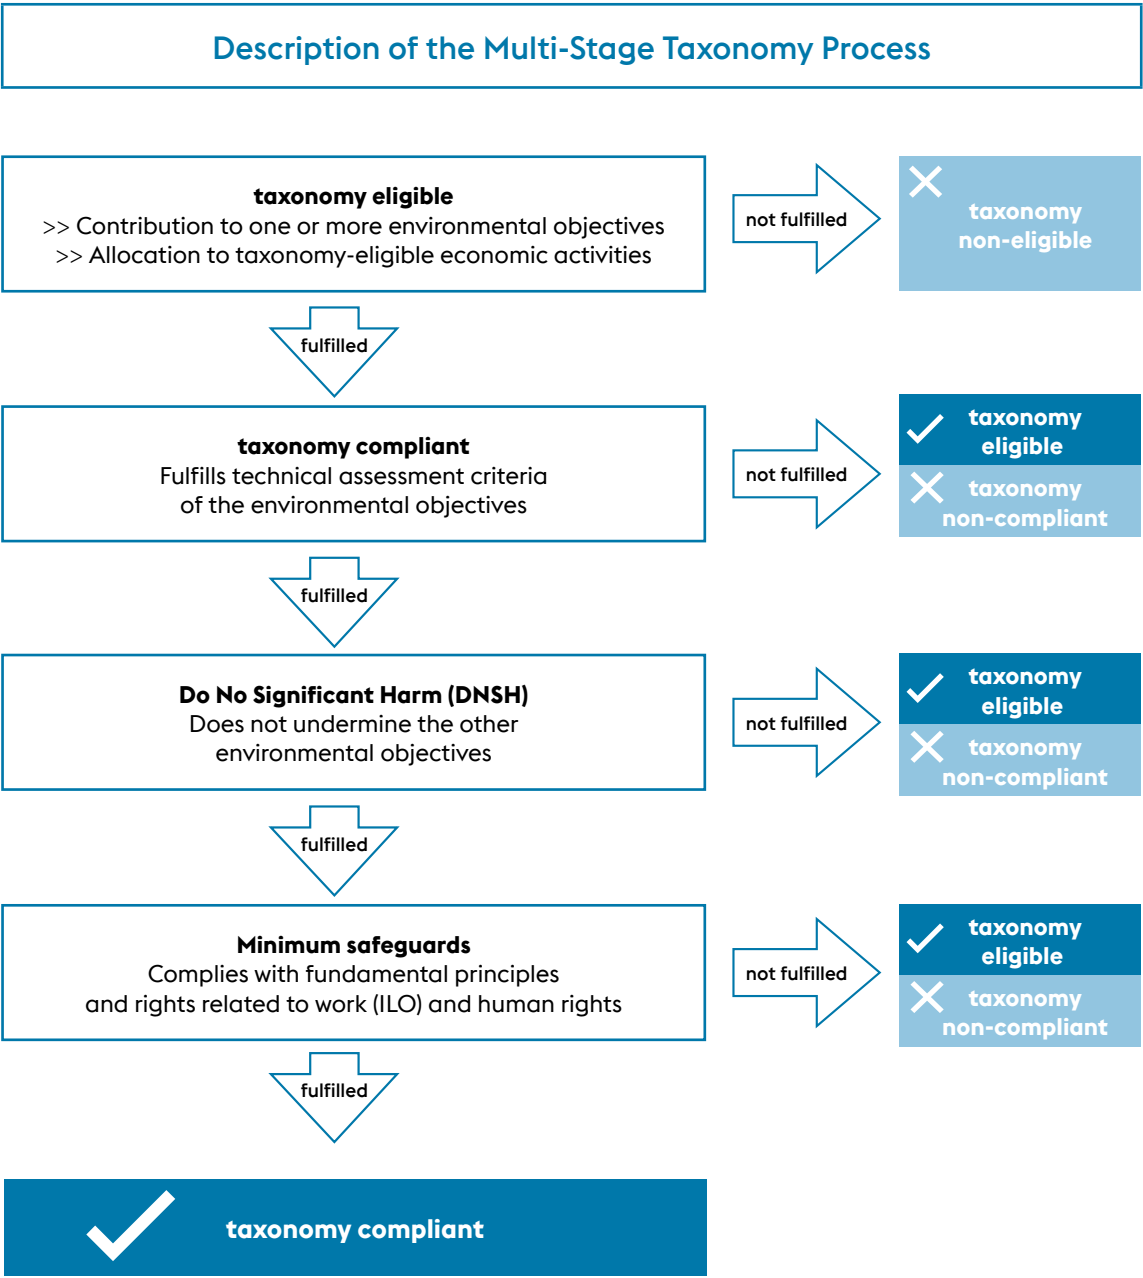 Description of the Multi-Stage Taxonomy Process
taxonomy eligible
>> Contribution to one or more environmental objectives
>> Allocation to taxonomy-eligible economic activities
not fulfilled
taxonomy
non-eligible
fulfilled
taxonomy compliant
Fulfills technical assessment criteria
of the environmental objectives
not fulfilled
taxonomy
eligible
taxonomy
non-compliant
fulfilled
Do No Significant Harm (DNSH)
Does not undermine the other
environmental objectives
not fulfilled
taxonomy
eligible
taxonomy
non-compliant
fulfilled
Minimum safeguards
Complies with fundamental principles
and rights related to work (ILO) and human rights
not fulfilled
taxonomy
eligible
taxonomy
non-compliant
fulfilled
taxonomy compliant